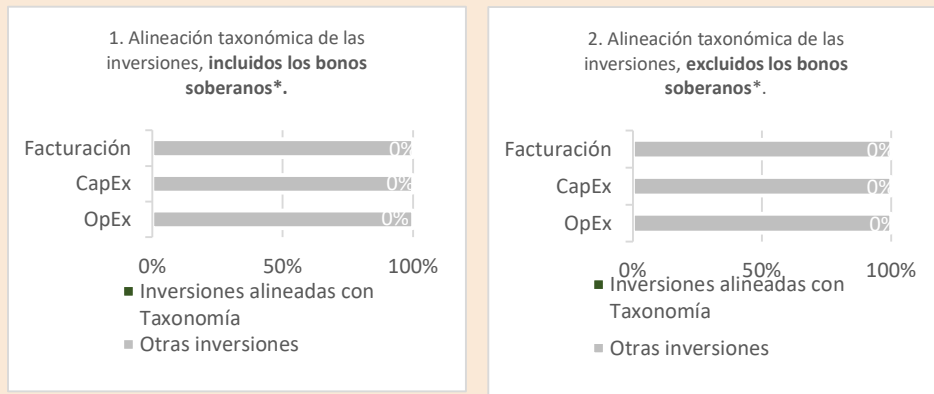 1. Alineación taxonómica de las
inversiones, incluidos los bonos
soberanos*.
Facturación
0%
CapEx
0%
OpEx
0%
0%
50%
100%
Inversiones alineadas con
Taxonomía
Otras inversiones
2. Alineación taxonómica de las
inversiones, excluidos los bonos
soberanos*.
Facturación
0%
CapEx
0%
OpEx
0%
0%
50%
100%
Inversiones alineadas con
Taxonomía
Otras inversiones